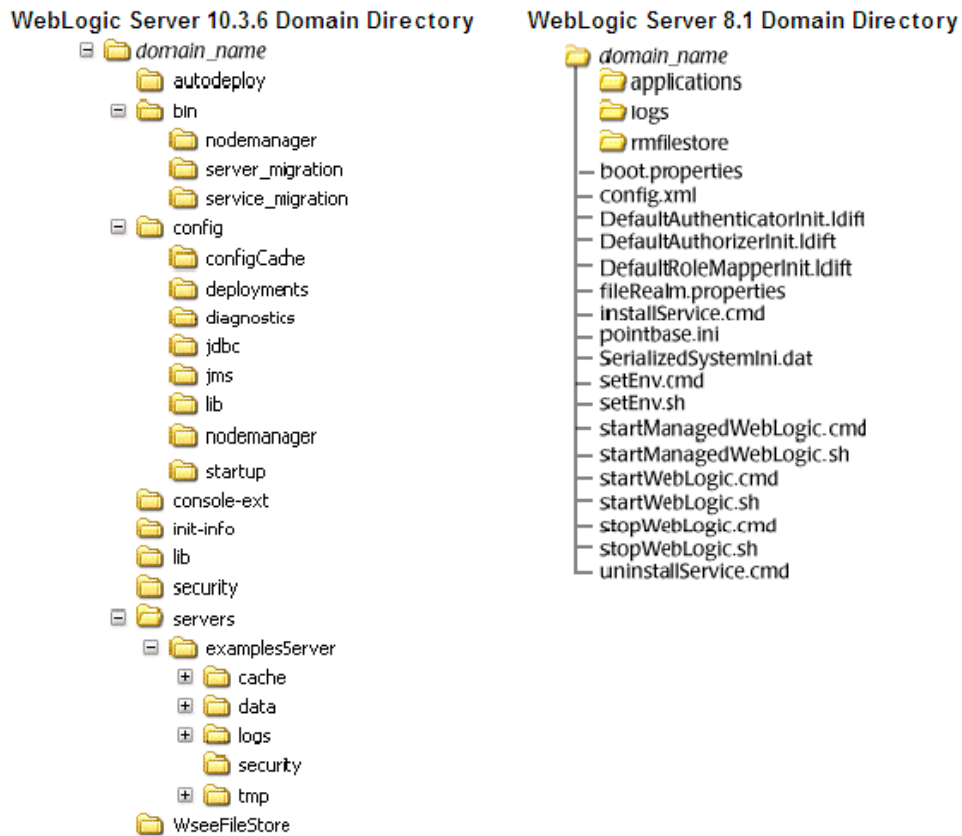 WebLogic Server 10.3.6 Domain Directory
domain_name
autodeploy
bin
nodemanager
server_migration
service_migration
config
configCache
deployments
diagnostics
jdbc
jms
lib
nodemanager
startup
console-ext
init-info
lib
security
servers
examplesServer
cache
data
logs
security
tmp
WseeFileStore
WebLogic Server 8.1 Domain Directory
domain_name
applications
logs
rmfilestore
boot.properties
config.xml
DefaultAuthenticatorInit.ldift
DefaultAuthorizerInit.ldift
DefaultRoleMapperInit.ldift
fileRealm.properties
installService.cmd
pointbase.ini
SerializedSystemIni.dat
setEnv.cmd
setEnv.sh
startManagedWebLogic.cmd
startManagedWebLogic.sh
startWebLogic.cmd
startWebLogic.sh
stopWebLogic.cmd
stopWebLogic.sh
uninstallService.cmd